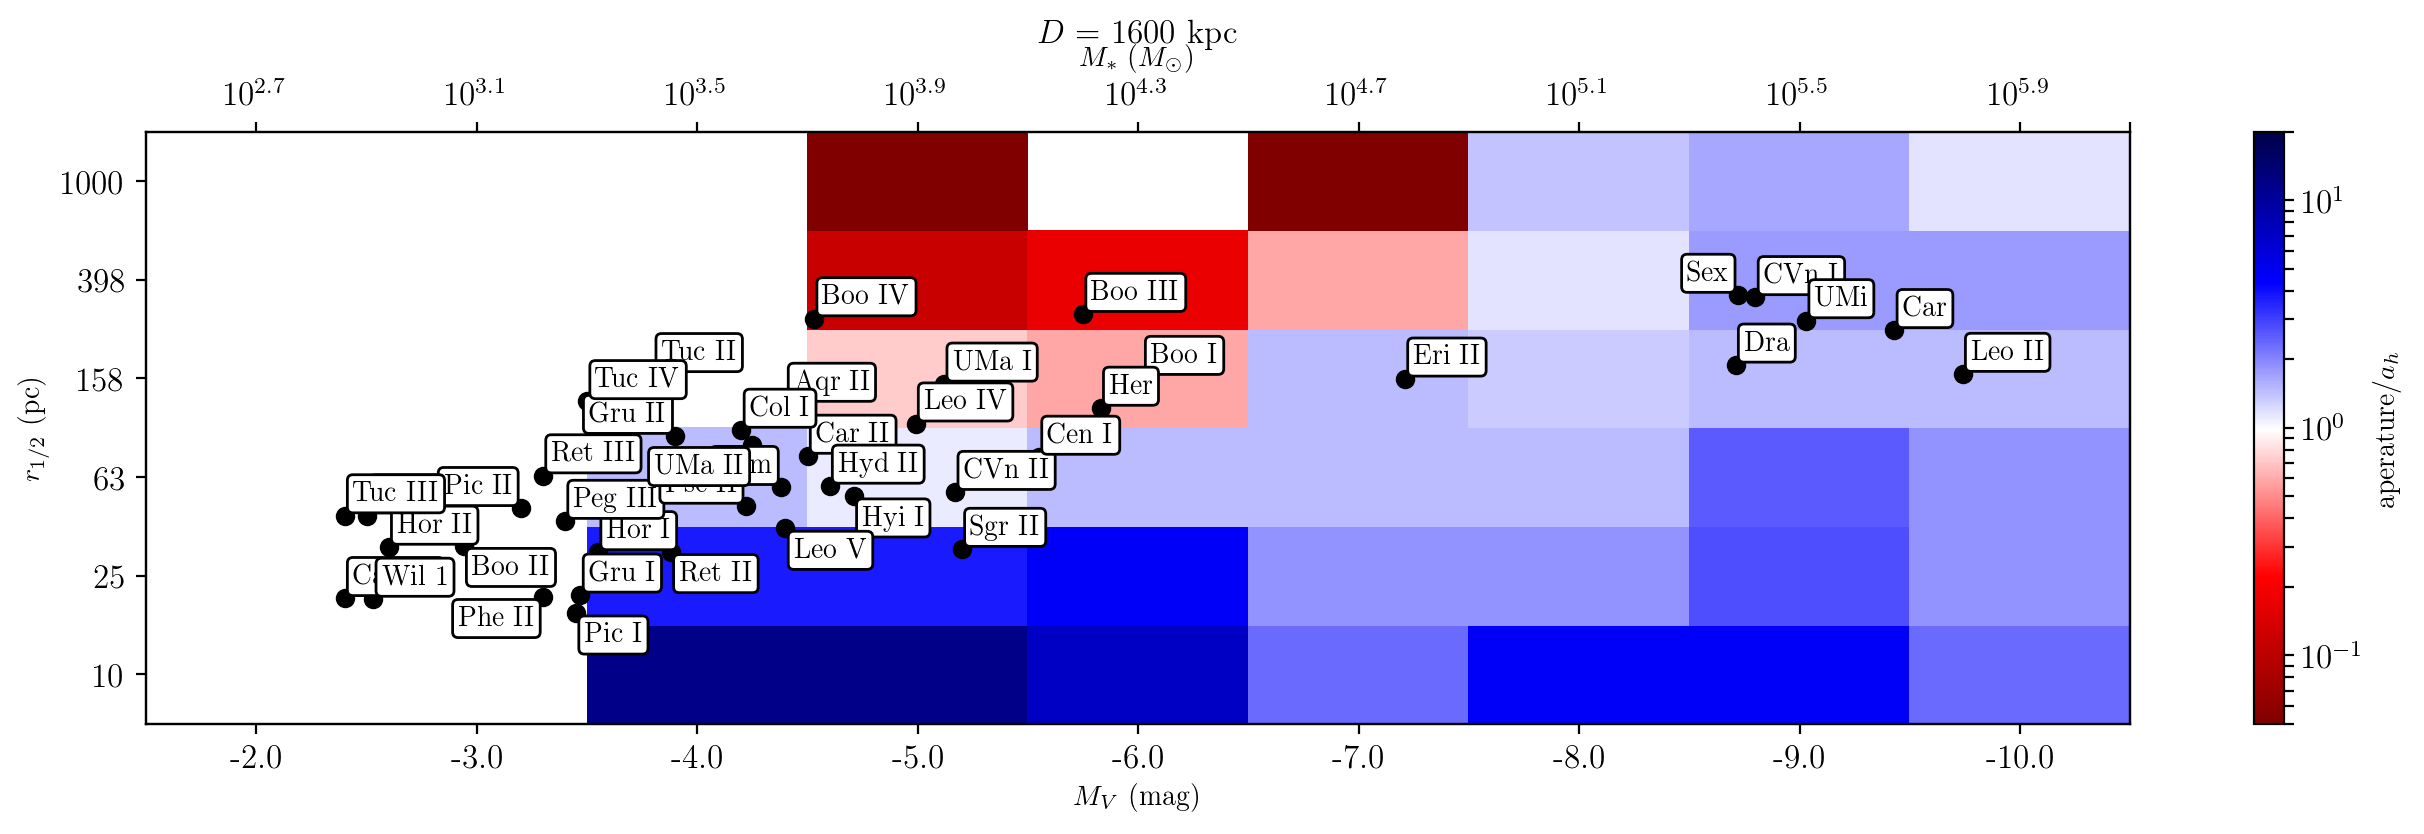 D = 1600 kpc
M* (M⊙)
10^2.7 10^3.1 10^3.5 10^3.9 10^4.3 10^4.7 10^5.1 10^5.5 10^5.9
1000
398
158
63
25
10
r1/2 (pc)
Boo IV
Boo III
Sex
CVn I
UMi
Car
Tuc II
Tuc IV
Gru II
Aqr II
Col I
UMa I
Leo IV
Boo I
Her
Eri II
Dra
Leo II
Ret III
UMa II
Car II
Hyd II
Cen I
CVn II
Tuc III
Pic II
Peg III
Hor II
Hor I
Hyi I
Sgr II
Leo V
Wil 1
Boo II
Gru I
Ret II
Phe II
Pic I
-2.0 -3.0 -4.0 -5.0 -6.0 -7.0 -8.0 -9.0 -10.0
M_V (mag)
10^1
10^0
10^-1
aperature/a_h